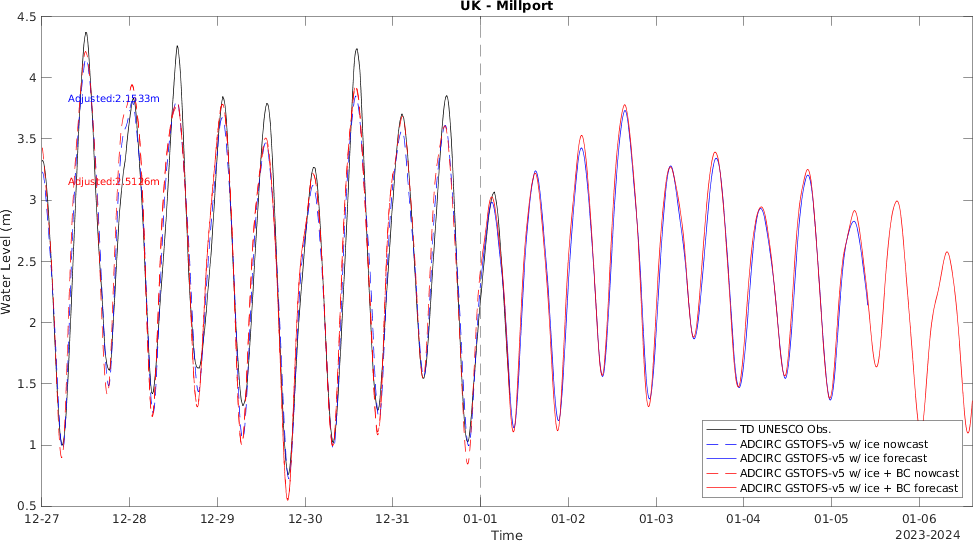 UK - Millport
4.5
4
3.5
3
2.5
2
1.5
1
0.5
Water Level (m)
Adjusted:2.1533m
Adjusted:2.5126m
TD UNESCO Obs.
ADCIRC GSTOFS-v5 w/ ice nowcast
ADCIRC GSTOFS-v5 w/ ice forecast
ADCIRC GSTOFS-v5 w/ ice + BC nowcast
ADCIRC GSTOFS-v5 w/ ice + BC forecast
12-27 12-28 12-29 12-30 12-31 01-01 01-02 01-03 01-04 01-05 01-06
Time
2023-2024